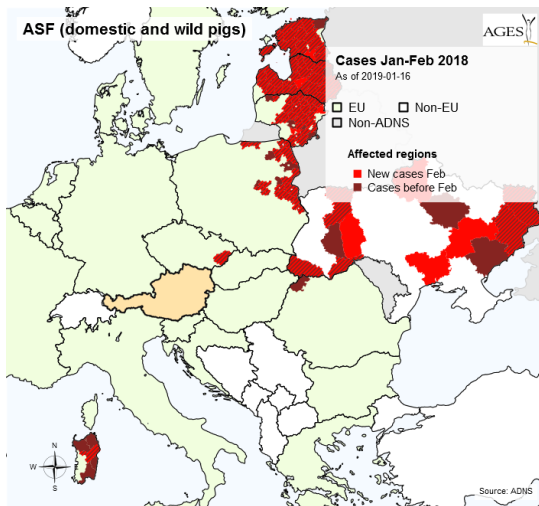 ASF (domestic and wild pigs)
AGES
Cases Jan-Feb 2018
As of 2019-01-16
EU
Non-EU
Non-ADNS
Affected regions
New cases Feb
Cases before Feb
N
W
E
S
Source: ADNS